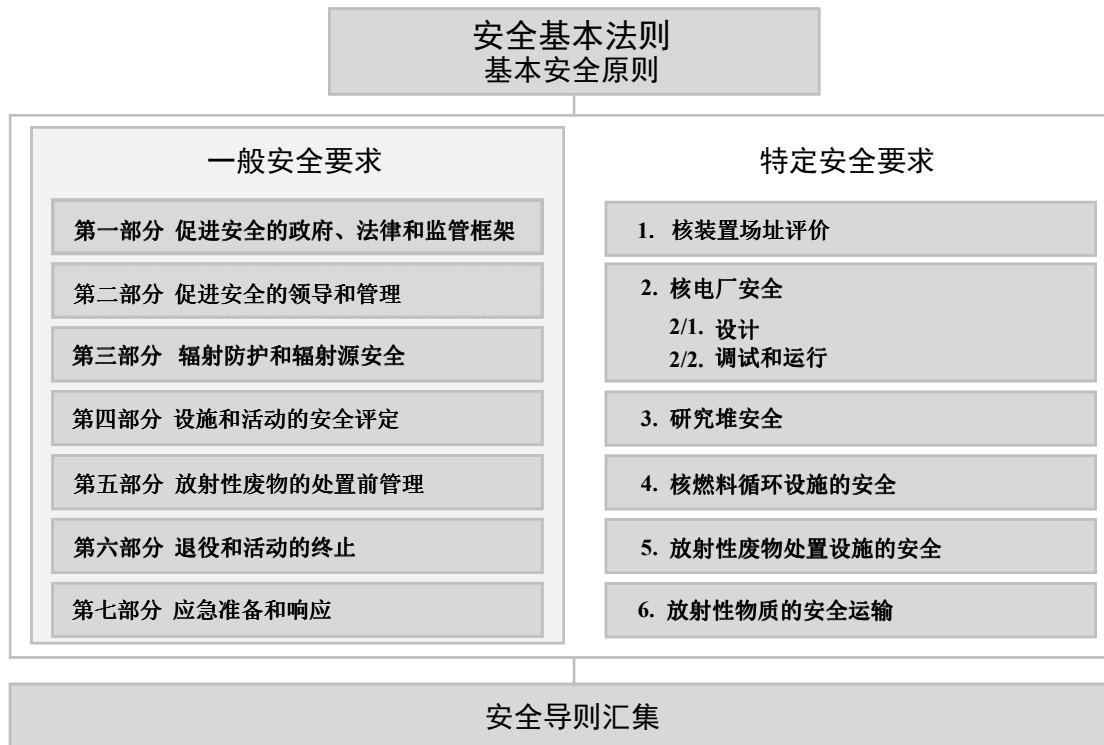 安全基本法则
基本安全原则
一般安全要求
第一部分 促进安全的政府、法律和监管框架
第二部分 促进安全的领导和管理
第三部分 辐射防护和辐射源安全
第四部分 设施和活动的安全评定
第五部分 放射性废物的处置前管理
第六部分 退役和活动的终止
第七部分 应急准备和响应
特定安全要求
1. 核装置场址评价
2. 核电厂安全
2/1. 设计
2/2. 调试和运行
3. 研究堆安全
4. 核燃料循环设施的安全
5. 放射性废物处置设施的安全
6. 放射性物质的安全运输
安全导则汇集